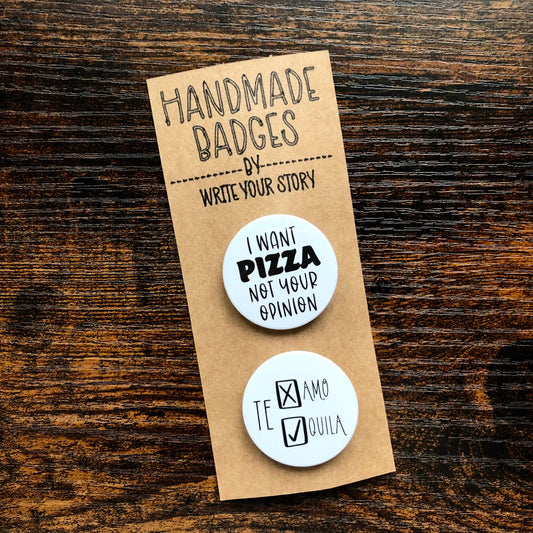 HANDMADE
BADGES
BY
WRITE YOUR STORY
I WANT
PIZZA
NOT YOUR
OPINION
TE
AMO
QUILA